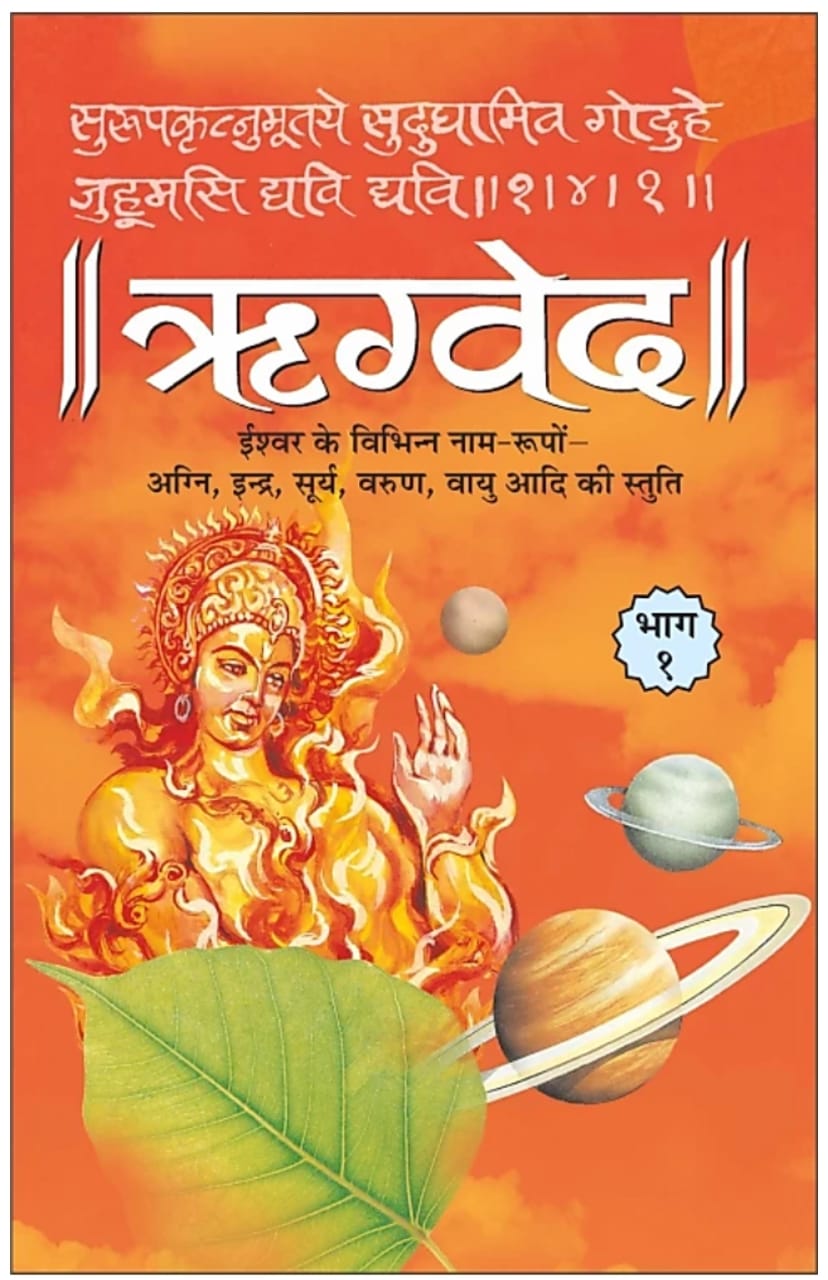 सुरूपकृत्नुमूतये सुदुघामिव गोदुहे
जुहूमसि द्यवि द्यवि॥१।४।१॥
॥ऋग्वेद॥
ईश्वर के विभिन्न नाम-रूपों–
अग्नि, इन्द्र, सूर्य, वरुण, वायु आदि की स्तुति
भाग
१